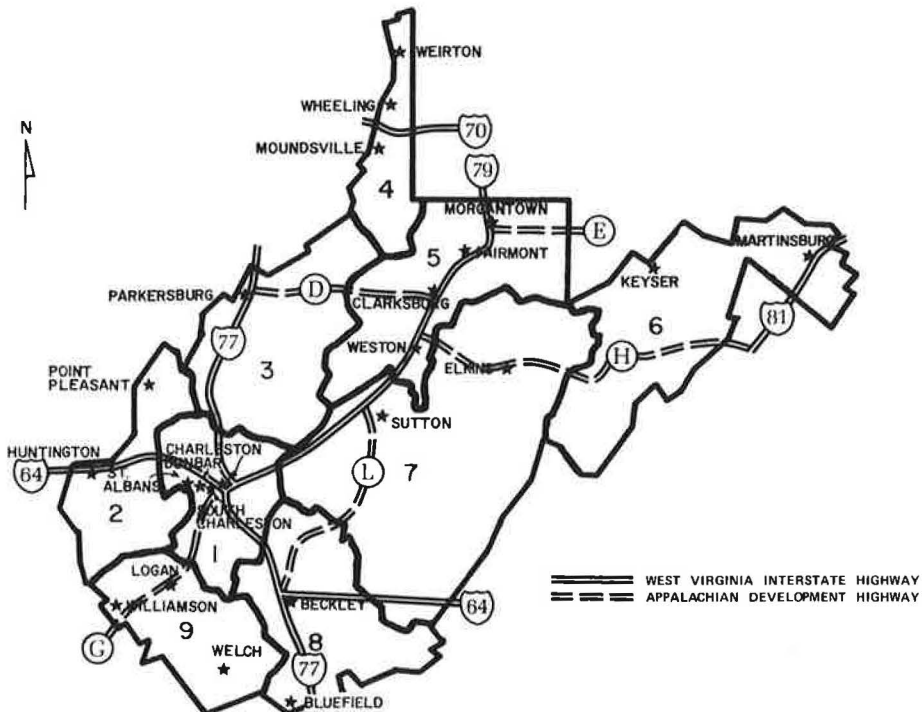 WEIRTON
WHEELING
70
N
MOUNDSVILLE
79
4
MORGANTOWN
E
5
FAIRMONT
MARTINSBURG
KEYSER
PARKERSBURG
D
CLARKSBURG
6
81
77
WESTON
H
3
ELKINS
POINT
PLEASANT
SUTTON
7
HUNTINGTON
CHARLESTON
DUNBAR
64
ST.
ALBANS
L
2
SOUTH
CHARLESTON
1
LOGAN
WEST VIRGINIA INTERSTATE HIGHWAY
WILLIAMSON
BECKLEY
64
APPALACHIAN DEVELOPMENT HIGHWAY
9
G
8
WELCH
77
BLUEFIELD